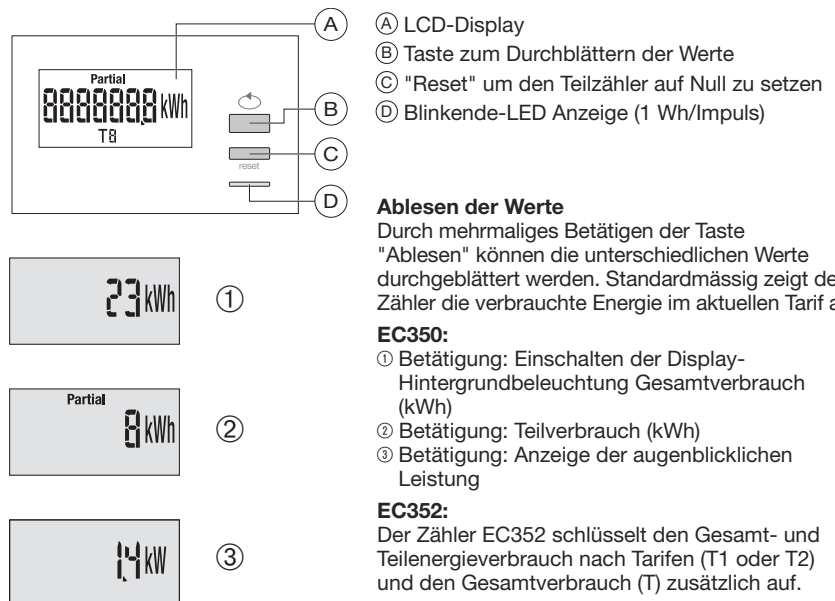 A
B
C
D
Partial
8888888.8 kWh
T8
reset
Ⓐ LCD-Display
Ⓑ Taste zum Durchblättern der Werte
Ⓒ "Reset" um den Teilzähler auf Null zu setzen
Ⓓ Blinkende-LED Anzeige (1 Wh/Impuls)
Ablesen der Werte
Durch mehrmaliges Betätigen der Taste
"Ablesen" können die unterschiedlichen Werte
durchgeblättert werden. Standardmässig zeigt de
Zähler die verbrauchte Energie im aktuellen Tarif a
23 kWh
①
Partial
8 kWh
②
1,4 kW
③
EC350:
① Betätigung: Einschalten der Display-
Hintergrundbeleuchtung Gesamtverbrauch
(kWh)
② Betätigung: Teilverbrauch (kWh)
③ Betätigung: Anzeige der augenblicklichen
Leistung
EC352:
Der Zähler EC352 schlüsselt den Gesamt- und
Teilenergieverbrauch nach Tarifen (T1 oder T2)
und den Gesamtverbrauch (T) zusätzlich auf.